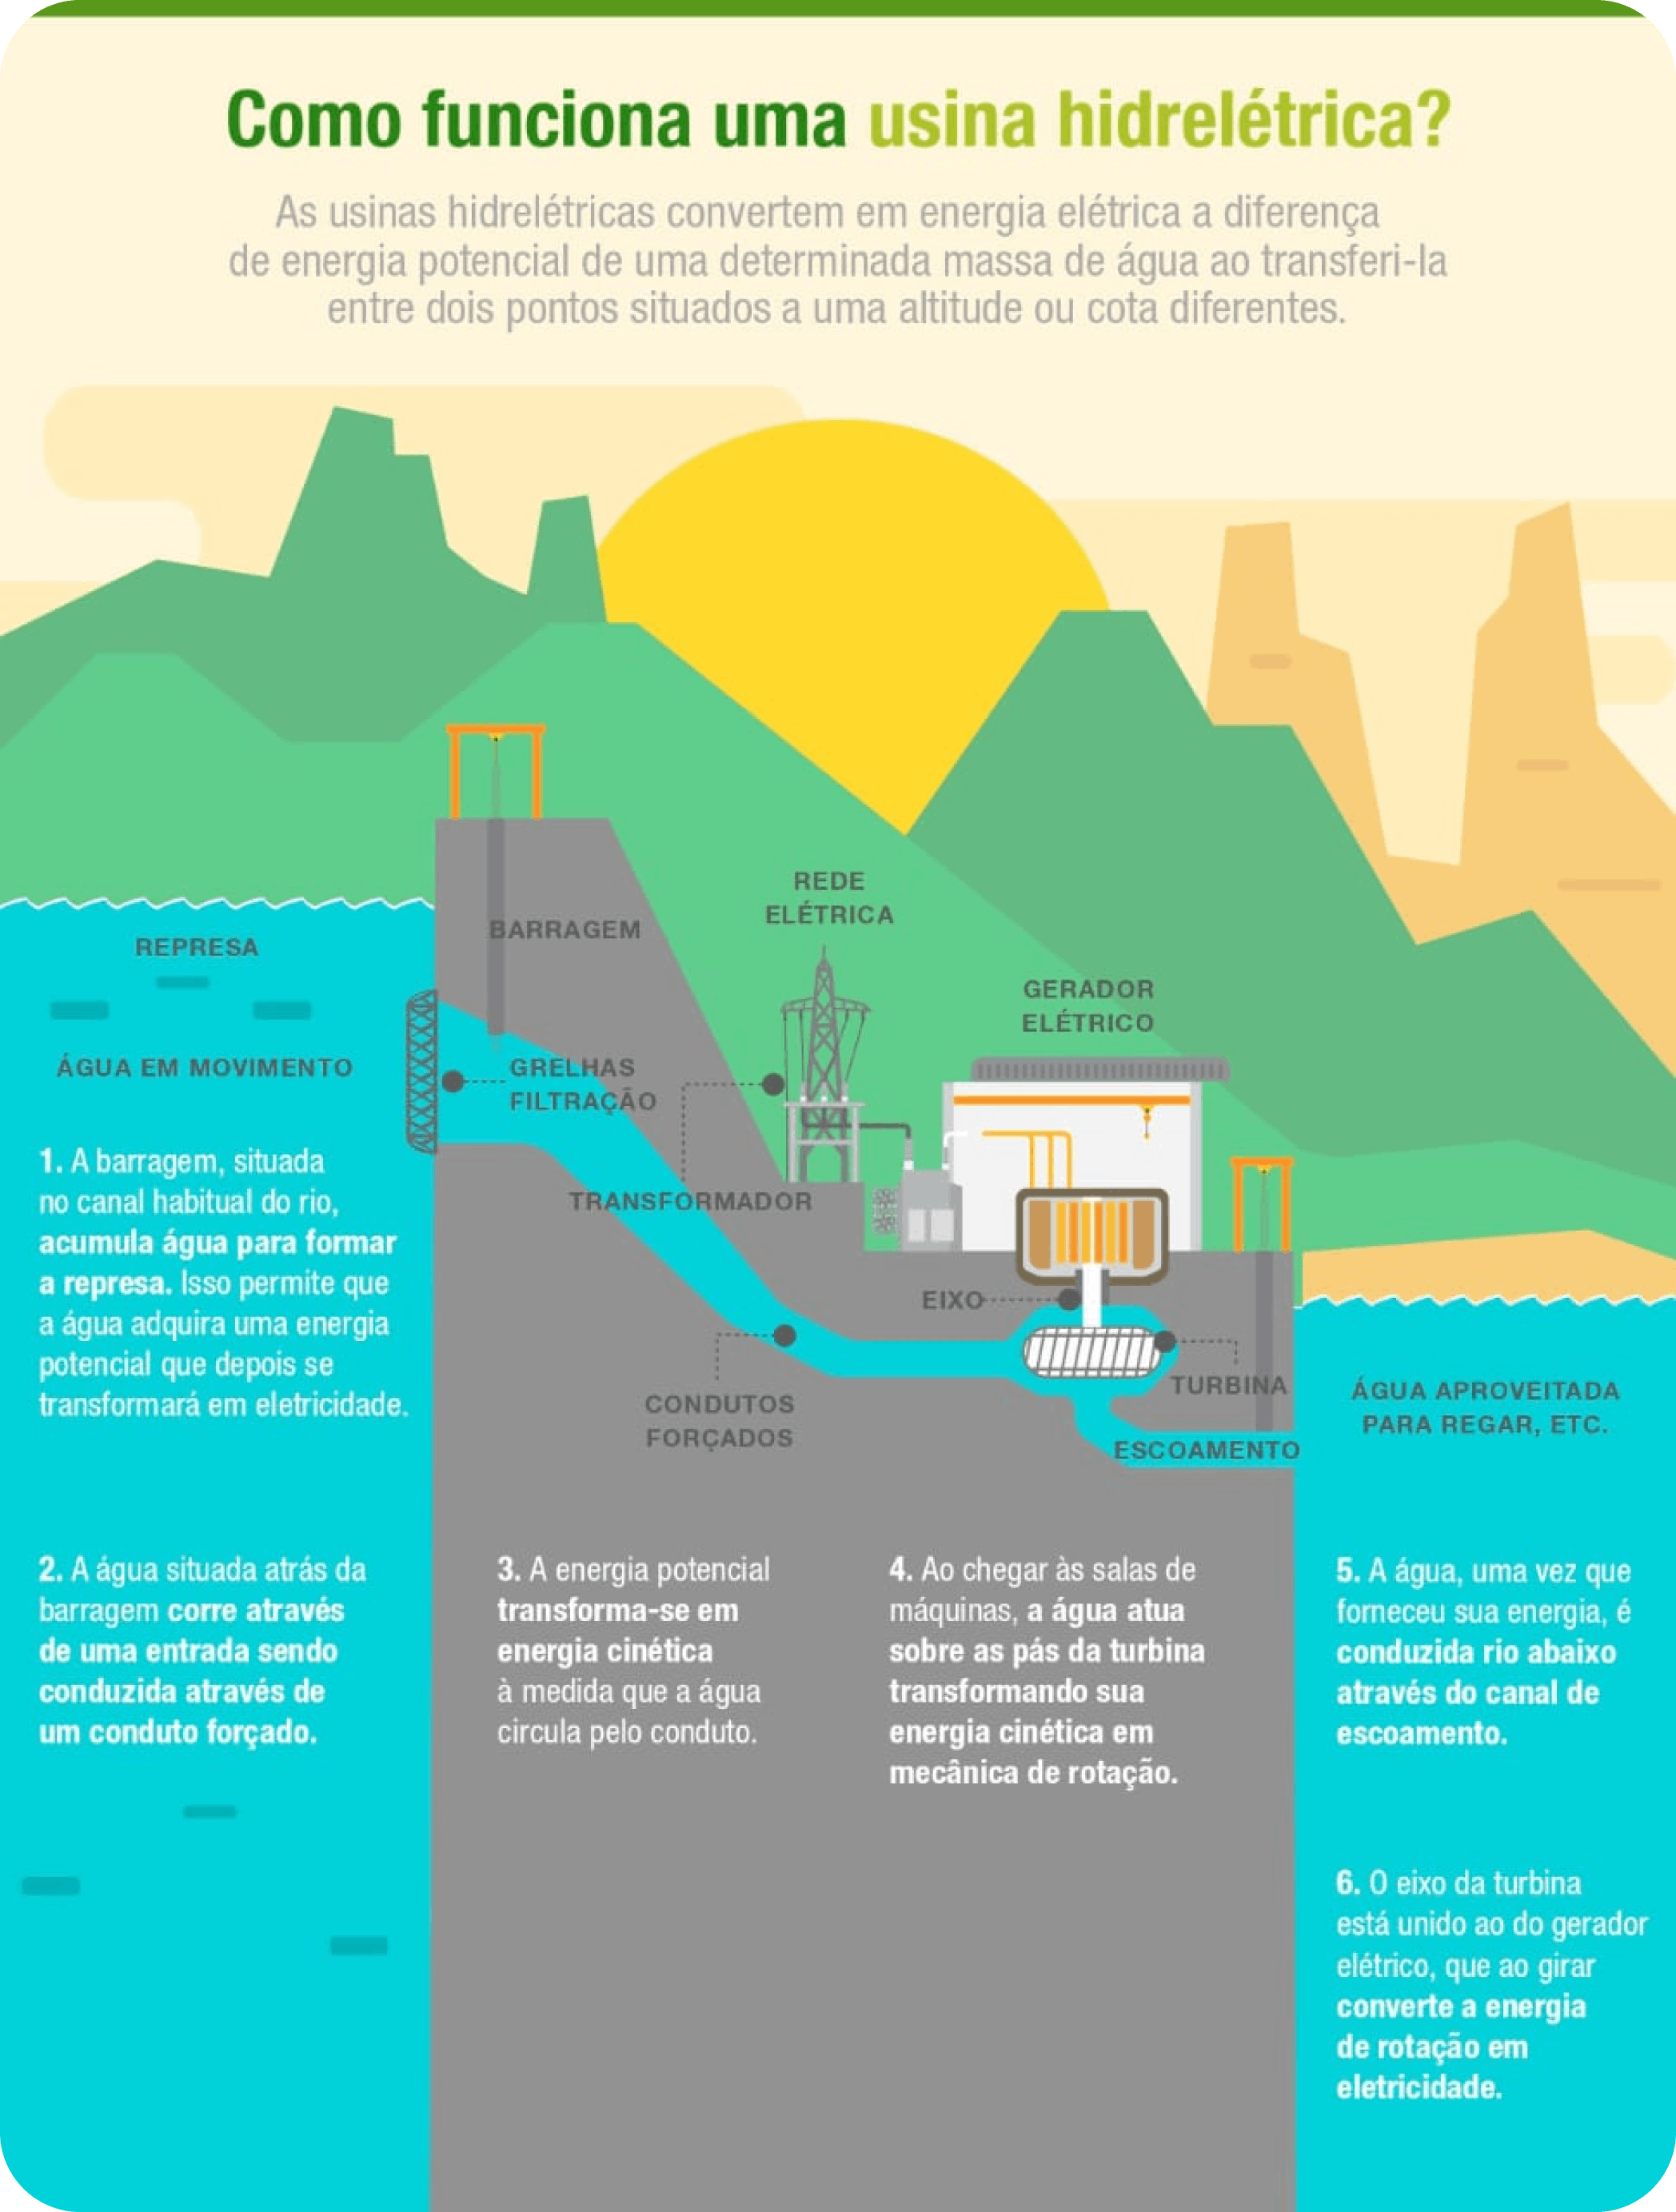 Como funciona uma usina hidrelétrica?
As usinas hidrelétricas convertem em energia elétrica a diferença
de energia potencial de uma determinada massa de água ao transferi-la
entre dois pontos situados a uma altitude ou cota diferentes.
REPRESA
ÁGUA EM MOVIMENTO
BARRAGEM
GRELHAS
FILTRAÇÃO
REDE
ELÉTRICA
GERADOR
ELÉTRICO
TRANSFORMADOR
EIXO
CONDUTOS
FORÇADOS
TURBINA
ESCOAMENTO
ÁGUA APROVEITADA
PARA REGAR, ETC.
1. A barragem, situada
no canal habitual do rio,
acumula água para formar
a represa. Isso permite que
a água adquira uma energia
potencial que depois se
transformará em eletricidade.
2. A água situada atrás da
barragem corre através
de uma entrada sendo
conduzida através de
um conduto forçado.
3. A energia potencial
transforma-se em
energia cinética
à medida que a água
circula pelo conduto.
4. Ao chegar às salas de
máquinas, a água atua
sobre as pás da turbina
transformando sua
energia cinética em
mecânica de rotação.
5. A água, uma vez que
forneceu sua energia, é
conduzida rio abaixo
através do canal de
escoamento.
6. O eixo da turbina
está unido ao do gerador
elétrico, que ao girar
converte a energia
de rotação em
eletricidade.